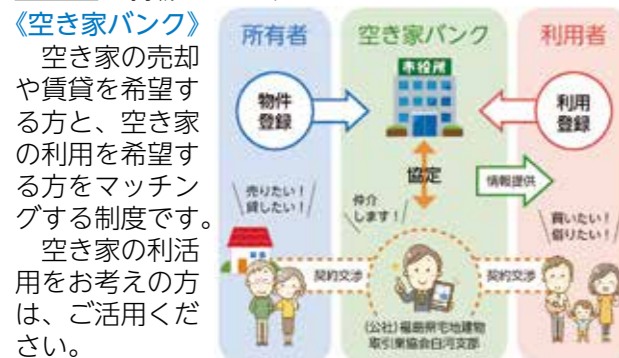 《空き家バンク》
　空き家の売却
や賃貸を希望す
る方と、空き家
の利用を希望す
る方をマッチン
グする制度です。
　空き家の利活
用をお考えの方
は、ご活用くだ
さい。
所有者
空き家バンク
利用者
市役所
物件
登録
利用
登録
協定
情報提供
売りたい！
貸したい！
仲介
します！
買いたい！
借りたい！
契約交渉
契約交渉
(公社)福島県宅地建物
取引業協会白河支部